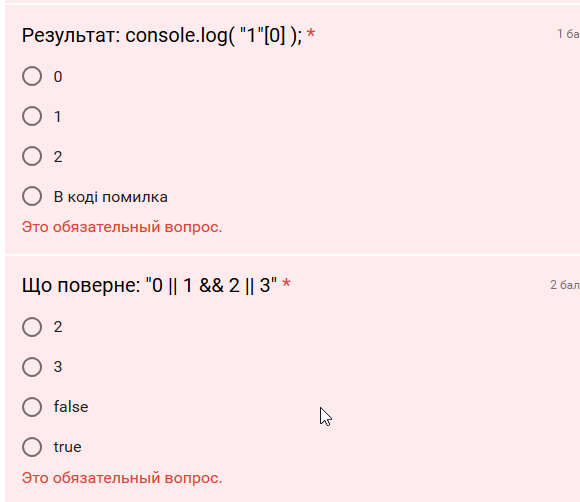 Результат: console.log( "1"[0] ); *
1 ба
0
1
2
В коді помилка
Это обязательный вопрос.
Що поверне: "0 || 1 && 2 || 3" *
2 бал
2
3
false
true
Это обязательный вопрос.